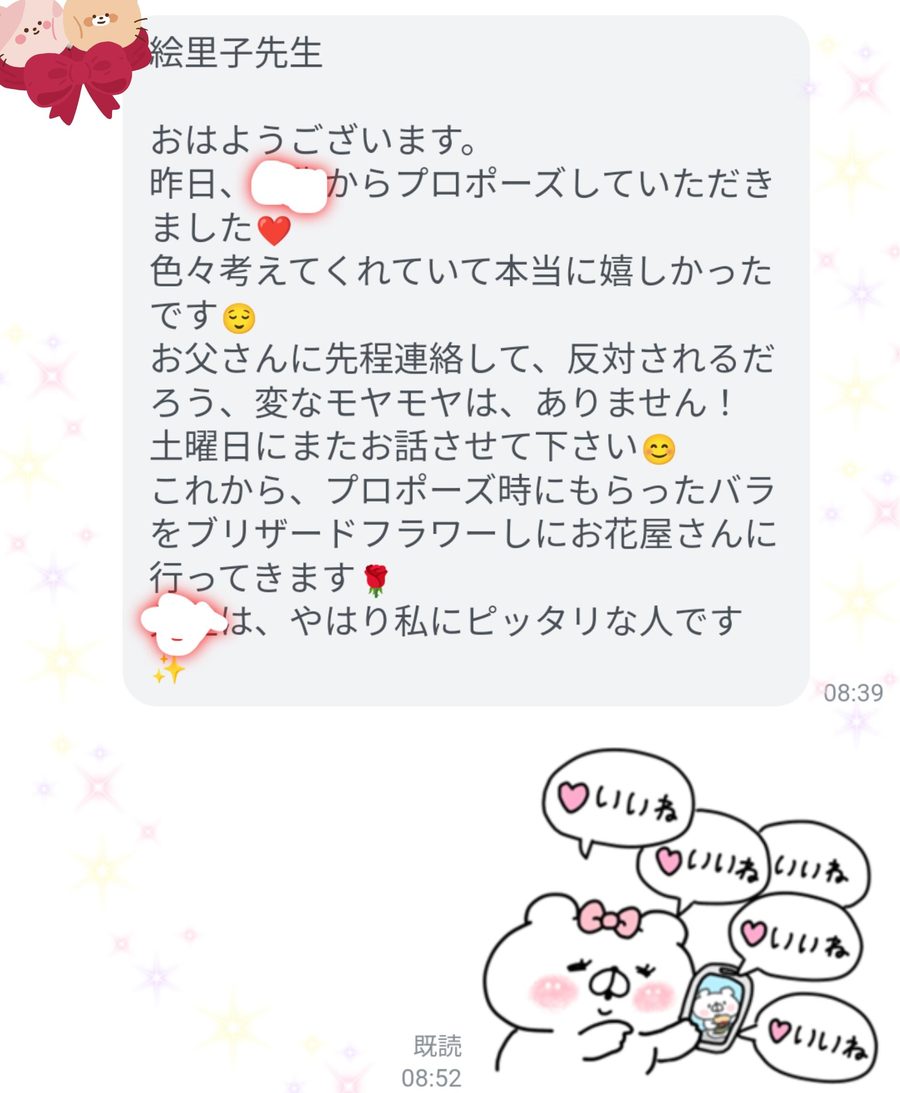 絵里子先生
おはようございます。
昨日、からプロポーズしていただき
ました❤️
色々考えてくれていて本当に嬉しかった
です😌
お父さんに先程連絡して、反対されるだ
ろう、変なモヤモヤは、ありません！
土曜日にまたお話させて下さい😊
これから、プロポーズ時にもらったバラ
をブリザードフラワーしにお花屋さんに
行ってきます🌹
は、やはり私にピッタリな人です
✨
08:39
いいね
いいね
いいね
いいね
いいね
既読
08:52